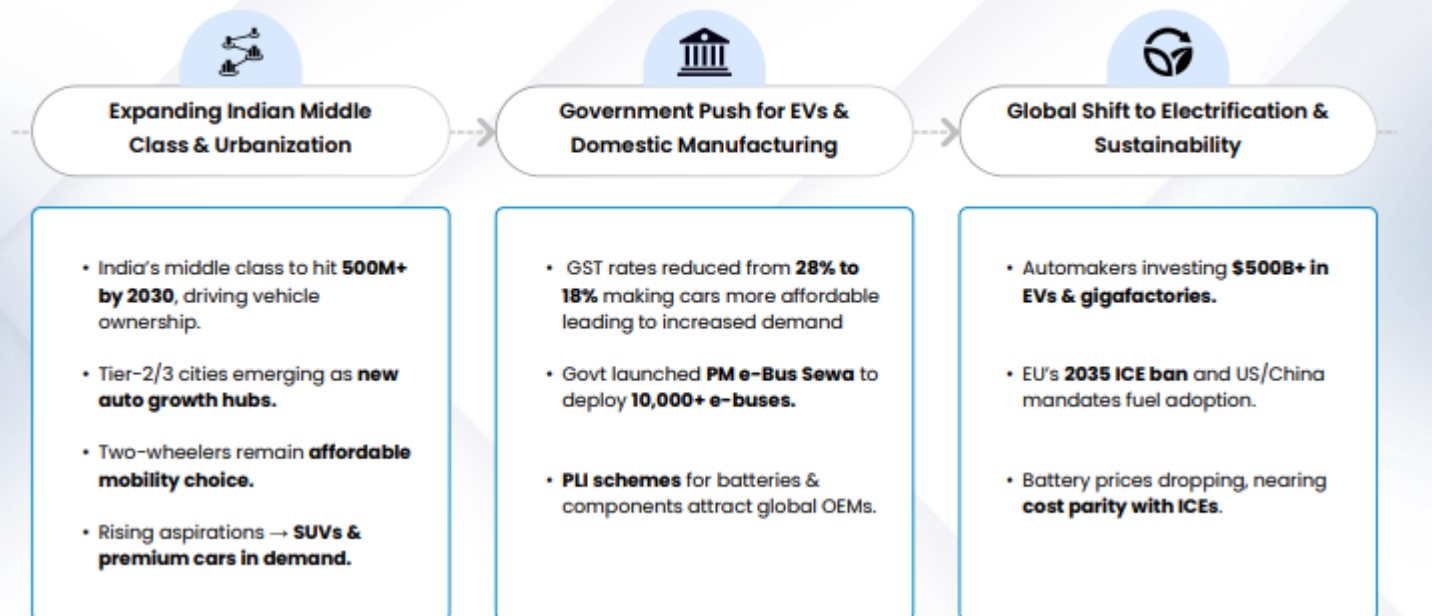 Expanding Indian Middle
Class & Urbanization
Government Push for EVs &
Domestic Manufacturing
Global Shift to Electrification &
Sustainability
• India's middle class to hit 500M+
by 2030, driving vehicle
ownership.
• Tier-2/3 cities emerging as new
auto growth hubs.
• Two-wheelers remain affordable
mobility choice.
• Rising aspirations → SUVs &
premium cars in demand.
• GST rates reduced from 28% to
18% making cars more affordable
leading to increased demand
• Govt launched PM e-Bus Sewa to
deploy 10,000+ e-buses.
• PLI schemes for batteries &
components attract global OEMs.
• Automakers investing $500B+ in
EVs & gigafactories.
• EU's 2035 ICE ban and US/China
mandates fuel adoption.
• Battery prices dropping, nearing
cost parity with ICEs.